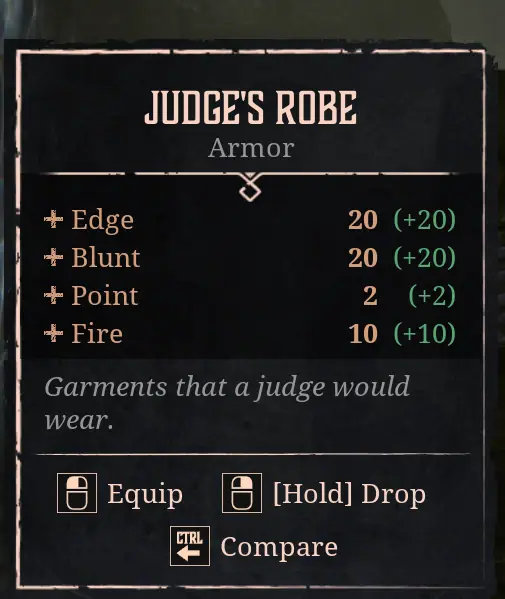 JUDGE'S ROBE
Armor
Edge 20 (+20)
Blunt 20 (+20)
Point 2 (+2)
Fire 10 (+10)
Garments that a judge would
wear.
Equip [Hold] Drop
CTRL Compare